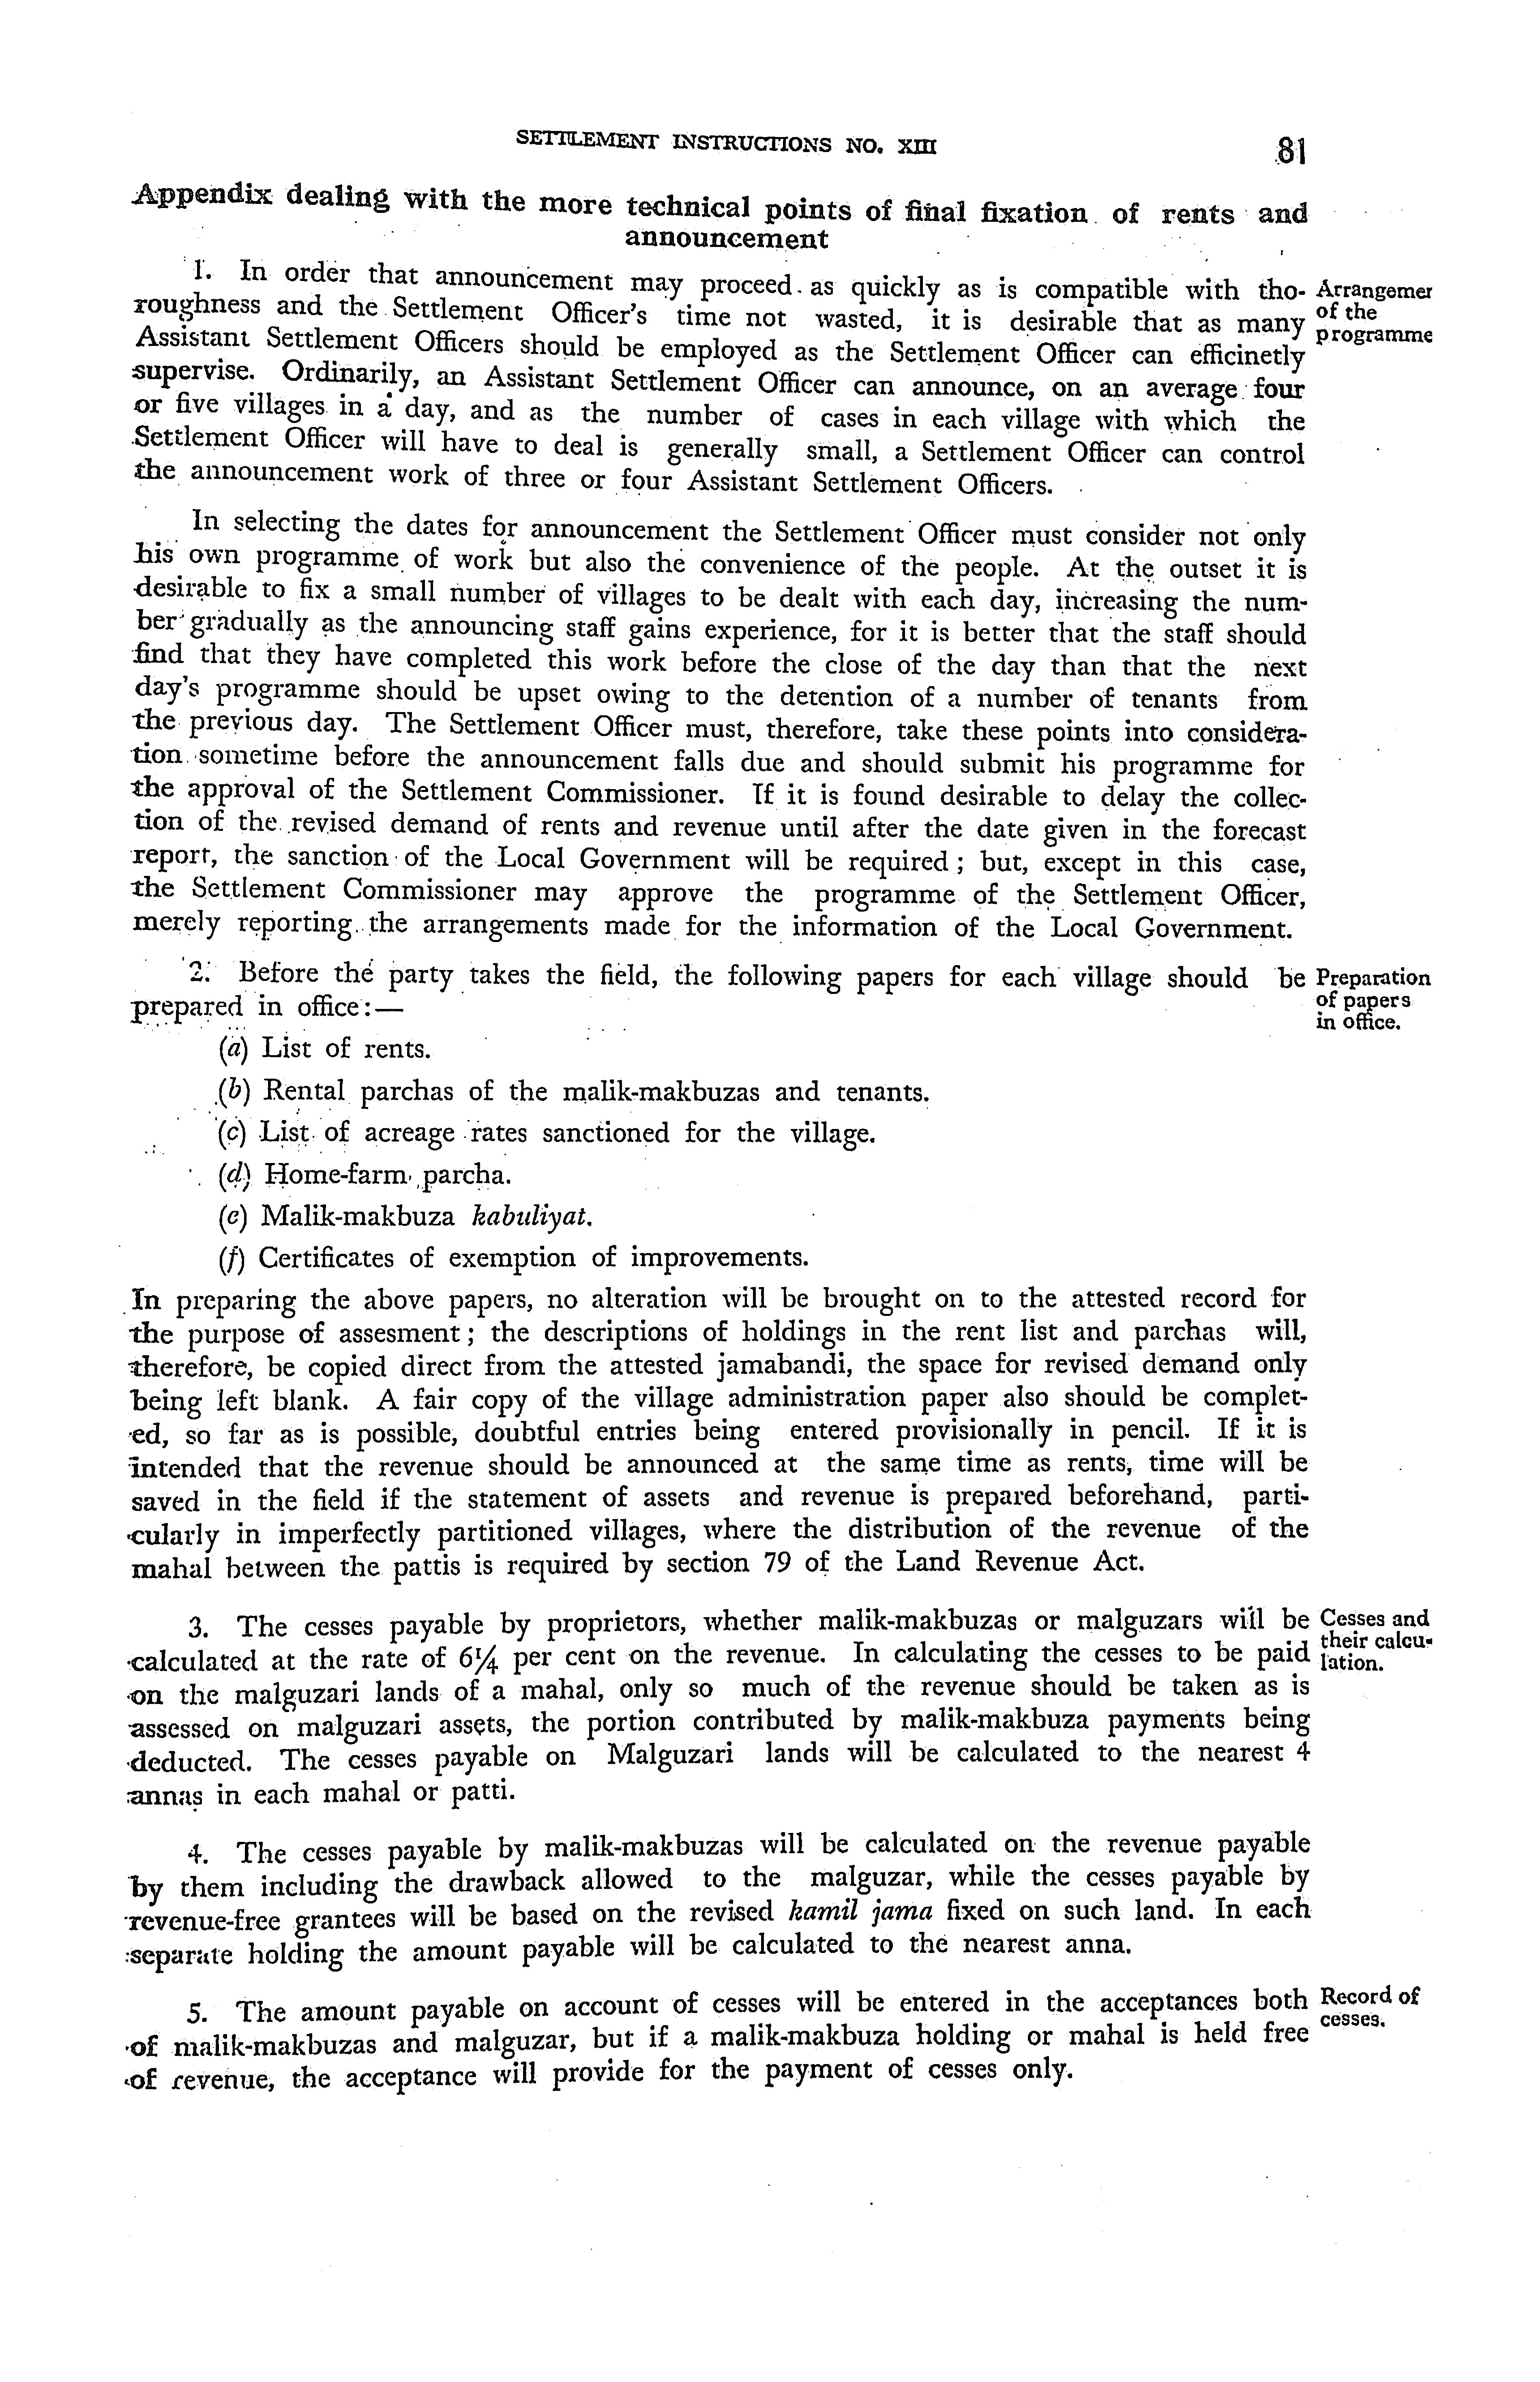 SETTLEMENT INSTRUCTIONS NO. XIII
81
Appendix dealing with the more technical points of final fixation of rents and
announcement
1. In order that announcement may proceed as quickly as is compatible with tho-
roughness and the Settlement Officer's time not wasted, it is desirable that as many
Assistant Settlement Officers should be employed as the Settlement Officer can efficinetly
supervise. Ordinarily, an Assistant Settlement Officer can announce, on an average four
or five villages in a day, and as the number of cases in each village with which the
Settlement Officer will have to deal is generally small, a Settlement Officer can control
the announcement work of three or four Assistant Settlement Officers.
Arrangemer
of the
programme
In selecting the dates for announcement the Settlement Officer must consider not only
his own programme of work but also the convenience of the people. At the outset it is
desirable to fix a small number of villages to be dealt with each day, increasing the num-
ber gradually as the announcing staff gains experience, for it is better that the staff should
find that they have completed this work before the close of the day than that the next
day's programme should be upset owing to the detention of a number of tenants from
the previous day. The Settlement Officer must, therefore, take these points into considera-
tion sometime before the announcement falls due and should submit his programme for
the approval of the Settlement Commissioner. If it is found desirable to delay the collec-
tion of the revised demand of rents and revenue until after the date given in the forecast
report, the sanction of the Local Government will be required; but, except in this case,
the Settlement Commissioner may approve the programme of the Settlement Officer,
merely reporting the arrangements made for the information of the Local Government.
2. Before the party takes the field, the following papers for each village should be
prepared in office:—
Preparation
of papers
in office.
(a) List of rents.
(b) Rental parchas of the malik-makbuzas and tenants.
(c) List of acreage rates sanctioned for the village.
(d) Home-farm parcha.
(e) Malik-makbuza kabuliyat.
(f) Certificates of exemption of improvements.
In preparing the above papers, no alteration will be brought on to the attested record for
the purpose of assesment; the descriptions of holdings in the rent list and parchas will,
therefore, be copied direct from the attested jamabandi, the space for revised demand only
being left blank. A fair copy of the village administration paper also should be complet-
ed, so far as is possible, doubtful entries being entered provisionally in pencil. If it is
intended that the revenue should be announced at the same time as rents, time will be
saved in the field if the statement of assets and revenue is prepared beforehand, parti-
cularly in imperfectly partitioned villages, where the distribution of the revenue of the
mahal between the pattis is required by section 79 of the Land Revenue Act.
3. The cesses payable by proprietors, whether malik-makbuzas or malguzars will be
calculated at the rate of 6¼ per cent on the revenue. In calculating the cesses to be paid
on the malguzari lands of a mahal, only so much of the revenue should be taken as is
assessed on malguzari assets, the portion contributed by malik-makbuza payments being
deducted. The cesses payable on Malguzari lands will be calculated to the nearest 4
annas in each mahal or patti.
Cesses and
their calcu-
lation.
4. The cesses payable by malik-makbuzas will be calculated on the revenue payable
by them including the drawback allowed to the malguzar, while the cesses payable by
revenue-free grantees will be based on the revised kamil jama fixed on such land. In each
separate holding the amount payable will be calculated to the nearest anna.
5. The amount payable on account of cesses will be entered in the acceptances both
of malik-makbuzas and malguzar, but if a malik-makbuza holding or mahal is held free
of revenue, the acceptance will provide for the payment of cesses only.
Record of
cesses.